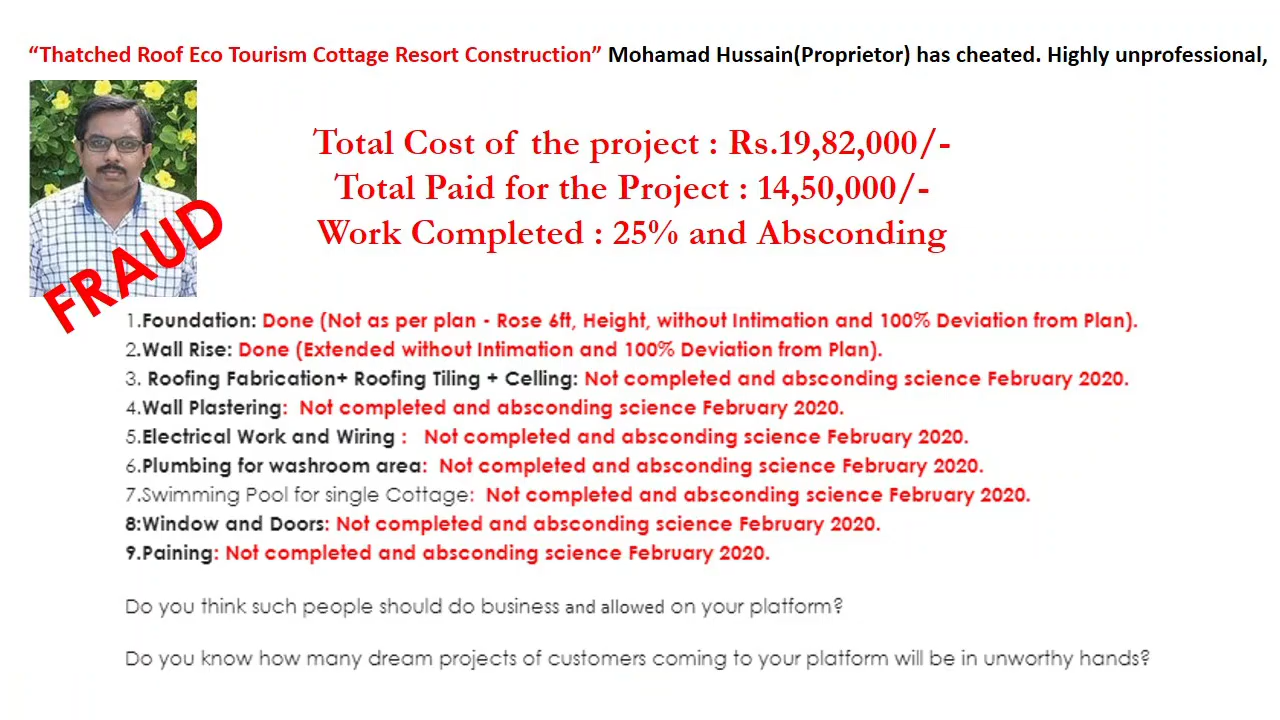 “Thatched Roof Eco Tourism Cottage Resort Construction” Mohamad Hussain(Proprietor) has cheated. Highly unprofessional,
Total Cost of the project : Rs.19,82,000/-
Total Paid for the Project : 14,50,000/-
Work Completed : 25% and Absconding
FRAUD
1.Foundation: Done (Not as per plan - Rose 6ft, Height, without Intimation and 100% Deviation from Plan).
2.Wall Rise: Done (Extended without Intimation and 100% Deviation from Plan).
3. Roofing Fabrication+ Roofing Tiling + Celling: Not completed and absconding science February 2020.
4.Wall Plastering: Not completed and absconding science February 2020.
5.Electrical Work and Wiring : Not completed and absconding science February 2020.
6.Plumbing for washroom area: Not completed and absconding science February 2020.
7.Swimming Pool for single Cottage: Not completed and absconding science February 2020.
8:Window and Doors: Not completed and absconding science February 2020.
9.Paining: Not completed and absconding science February 2020.
Do you think such people should do business and allowed on your platform?
Do you know how many dream projects of customers coming to your platform will be in unworthy hands?